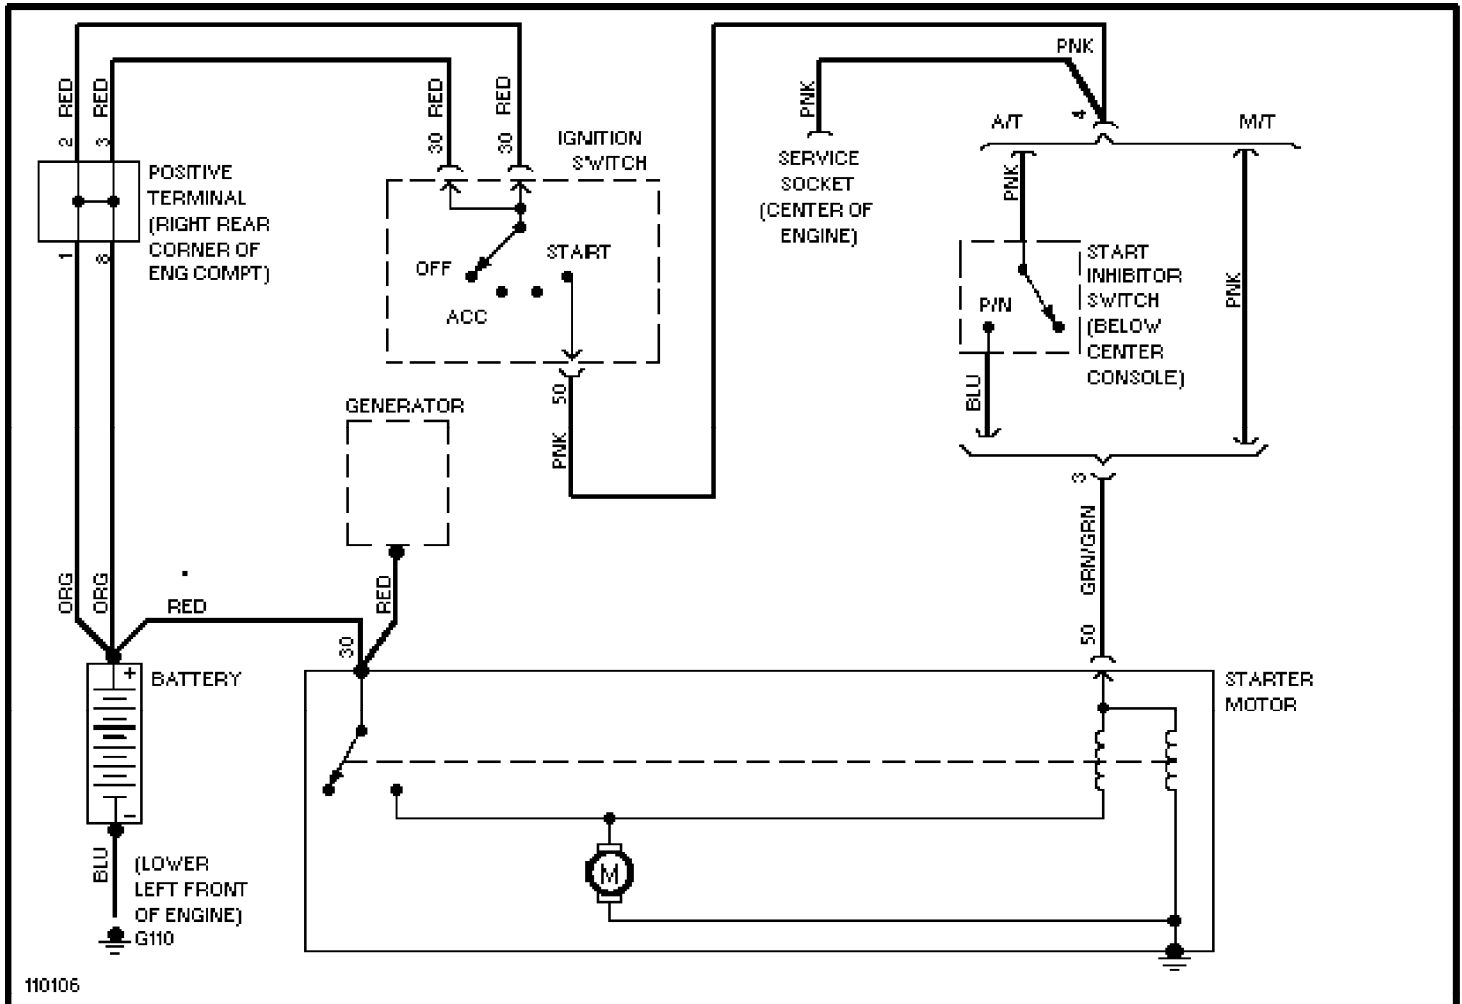 PNK
RED
RED
RED
RED
PNK
2
3
30
30
4
A/T
M/T
IGNITION
SWITCH
POSITIVE
TERMINAL
(RIGHT REAR
CORNER OF
ENG COMPT)
SERVICE
SOCKET
(CENTER OF
ENGINE)
PNK
1
8
OFF
START
ACC
START
INHIBITOR
SWITCH
(BELOW
CENTER
CONSOLE)
P/N
PNK
BLU
50
GENERATOR
PNK
3
GRN/GRN
ORG
ORG
RED
RED
30
50
+
BATTERY
STARTER
MOTOR
−
BLU
(LOWER
LEFT FRONT
OF ENGINE)
G110
M
110106